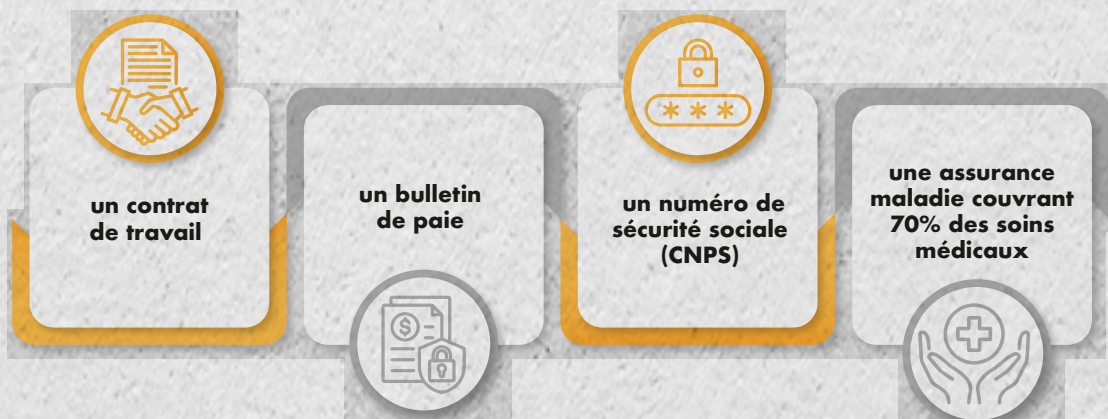 un contrat
de travail
un bulletin
de paie
* * *
un numéro de
sécurité sociale
(CNPS)
une assurance
maladie couvrant
70% des soins
médicaux
$